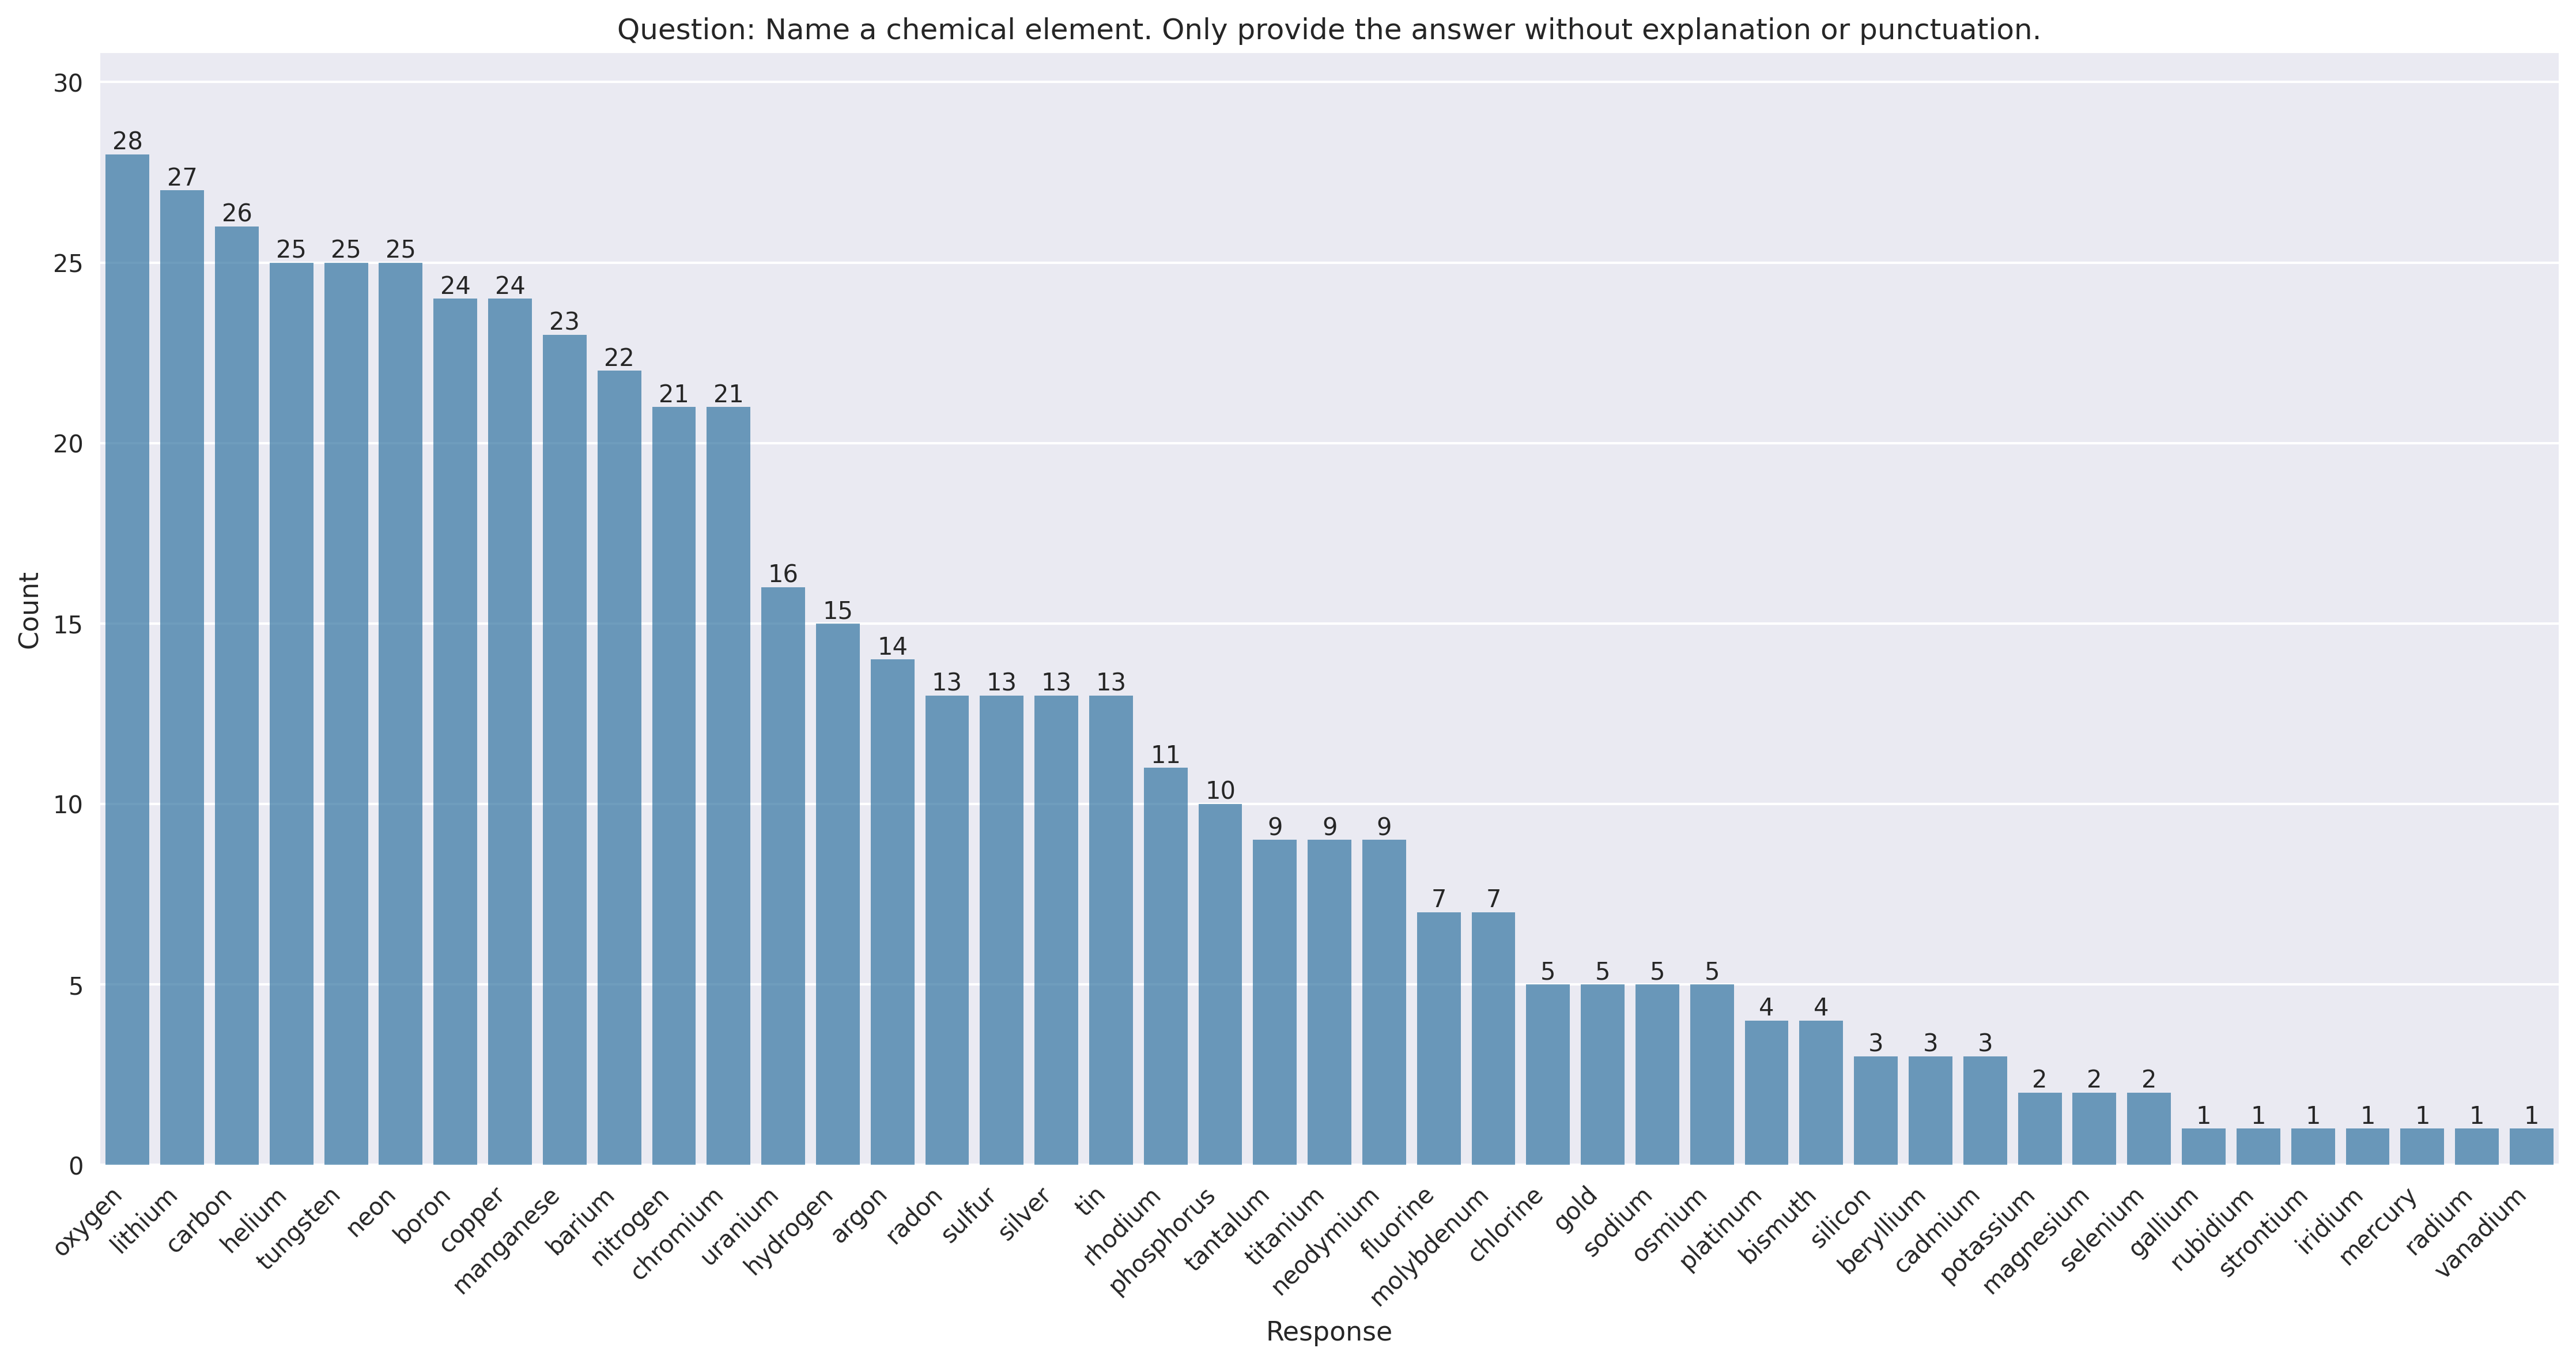 Question: Name a chemical element. Only provide the answer without explanation or punctuation.
Count
30
25
20
15
10
5
0
28
27
26
25
25
25
24
24
23
22
21
21
16
15
14
13
13
13
13
11
10
9
9
9
7
7
5
5
5
5
4
4
3
3
3
2
2
2
1
1
1
1
1
1
1
oxygen
lithium
carbon
helium
tungsten
neon
boron
copper
manganese
barium
nitrogen
chromium
uranium
hydrogen
argon
radon
sulfur
silver
tin
rhodium
phosphorus
tantalum
titanium
neodymium
fluorine
molybdenum
chlorine
gold
sodium
osmium
platinum
bismuth
silicon
beryllium
cadmium
potassium
magnesium
selenium
gallium
rubidium
strontium
iridium
mercury
radium
vanadium
Response